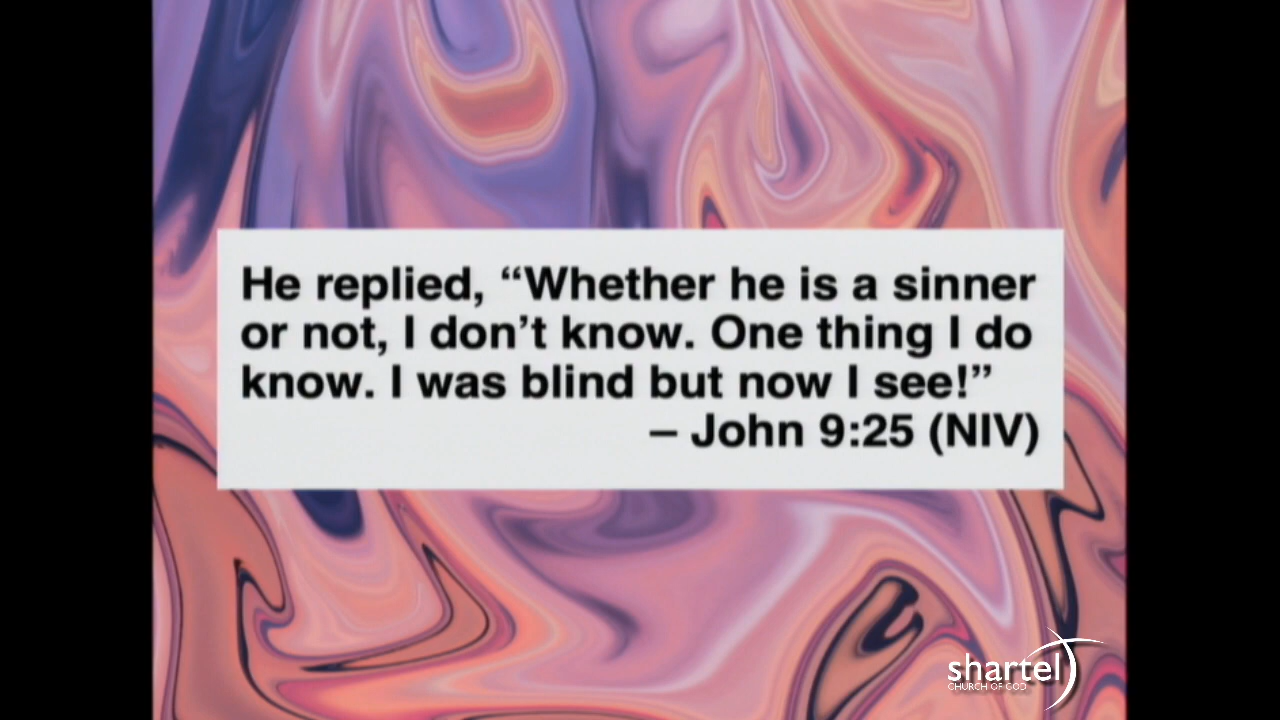 He replied, “Whether he is a sinner
or not, I don’t know. One thing I do
know. I was blind but now I see!”
– John 9:25 (NIV)
shartel
CHURCH OF GOD